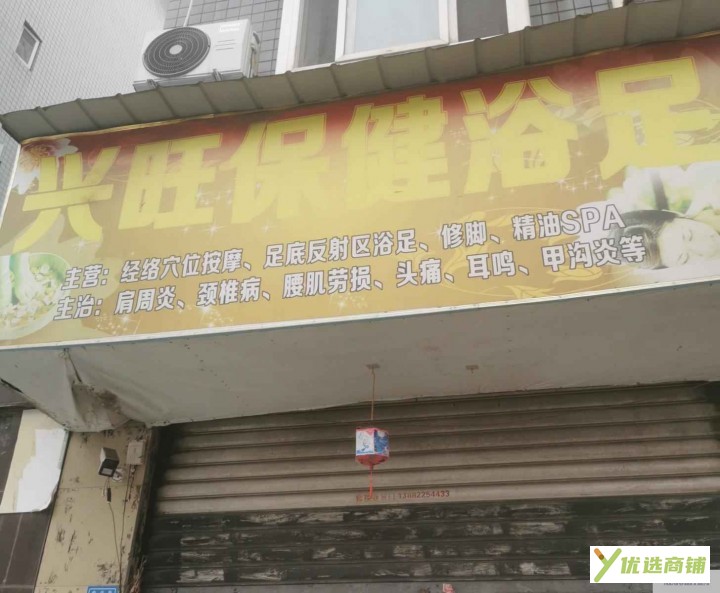 兴旺保健浴足
主营：经络穴位按摩、足底反射区浴足、修脚、精油SPA
主治：肩周炎、颈椎病、腰肌劳损、头痛、耳鸣、甲沟炎等
优选商铺